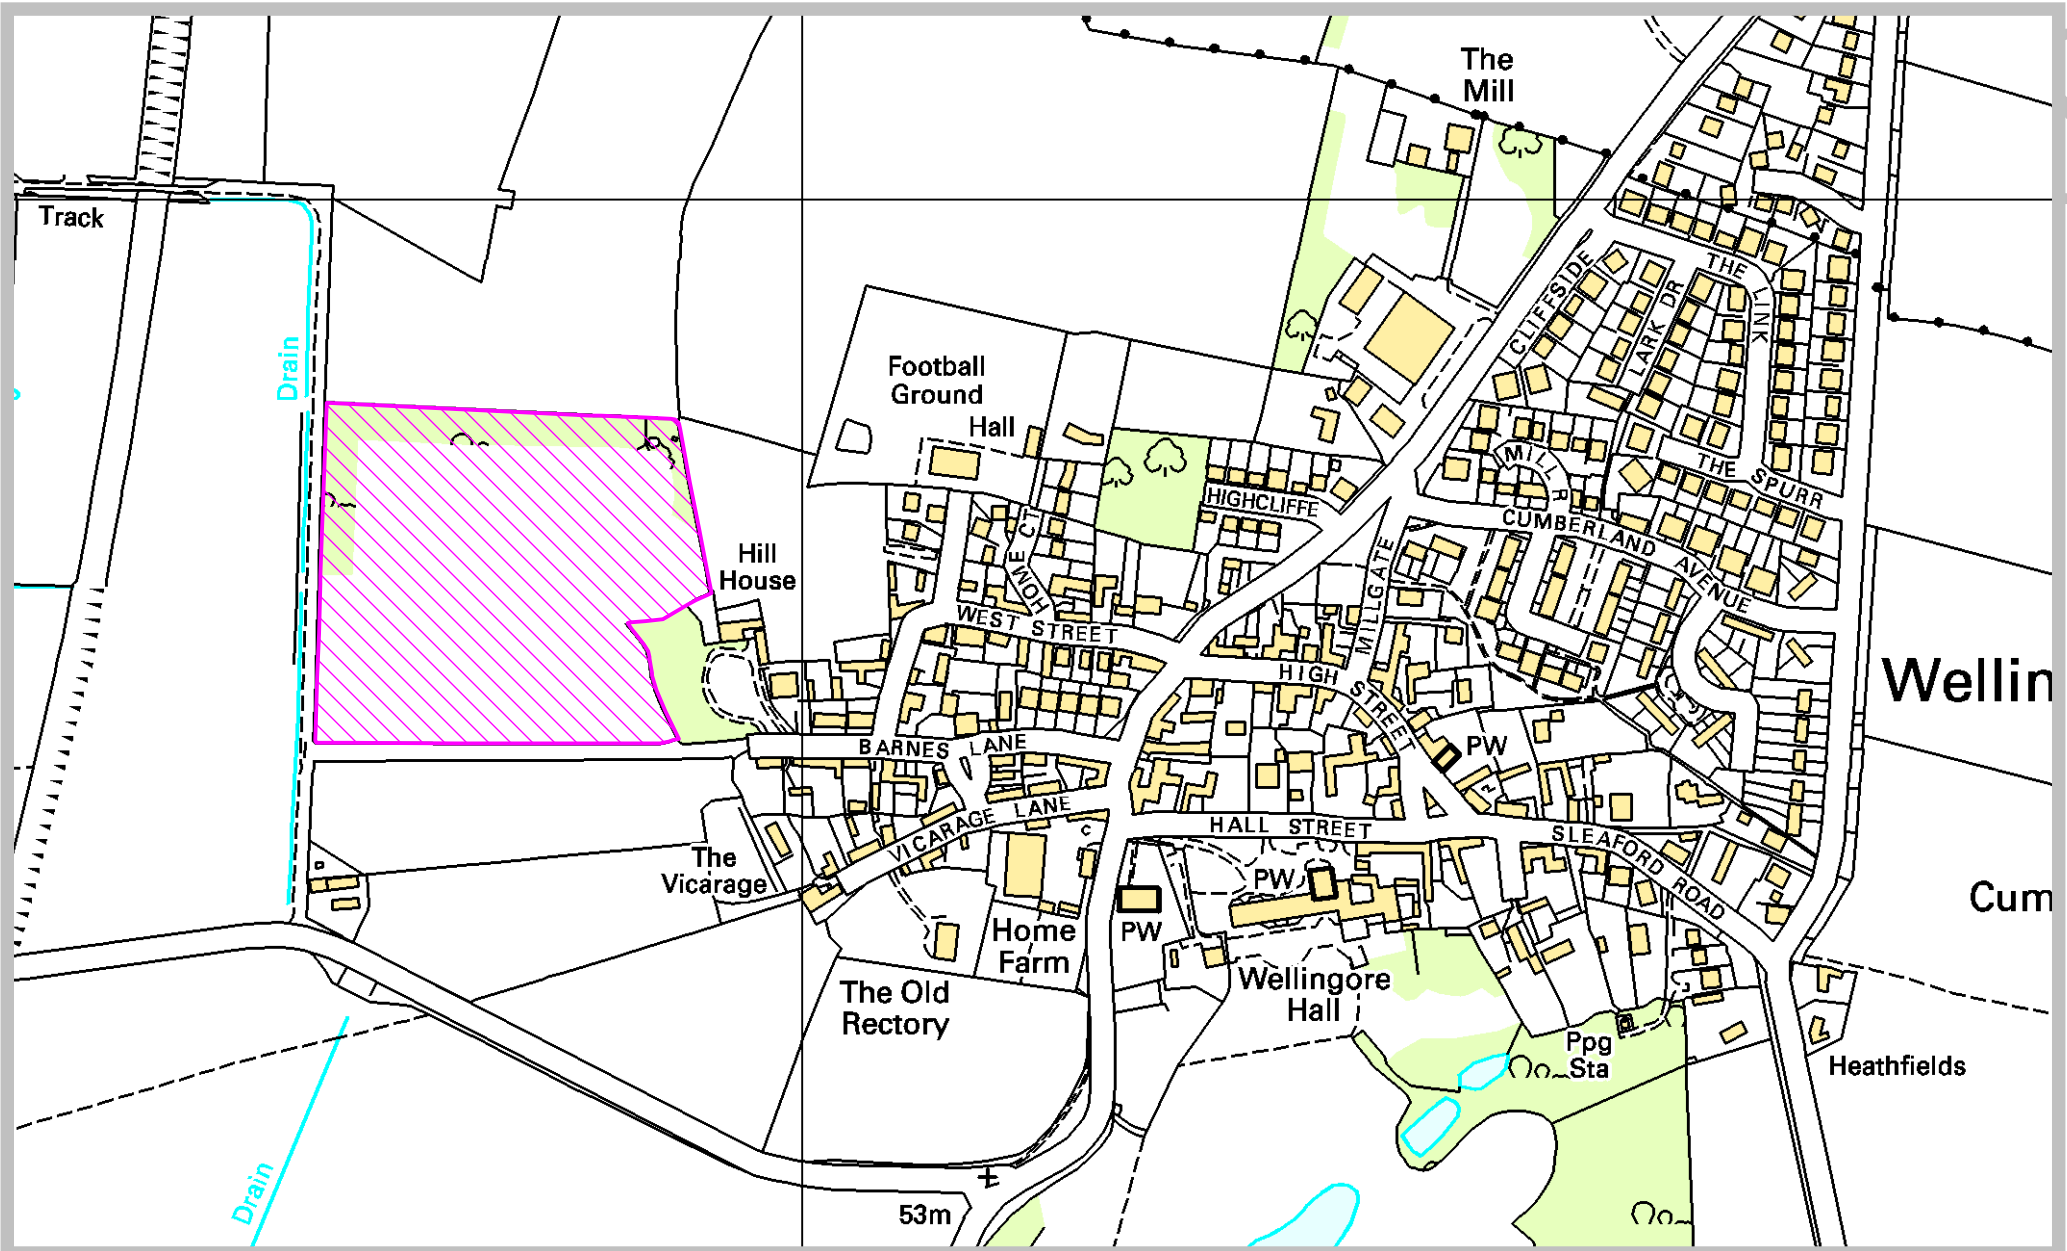 The
Mill
Track
THE
LINK
CLIFFSIDE
LARK DR
Drain
Football
Ground
Hall
MILL R
THE SPURR
HIGHCLIFFE
CUMBERLAND
AVENUE
HOME CT
MILLGATE
Hill
House
WEST STREET
HIGH STREET
Wellin
BARNES LANE
PW
VICARAGE LANE
HALL STREET
SLEAFORD ROAD
The
Vicarage
PW
Cum
PW
Home
Farm
Wellingore
Hall
The Old
Rectory
Ppg
Sta
Heathfields
Drain
53m